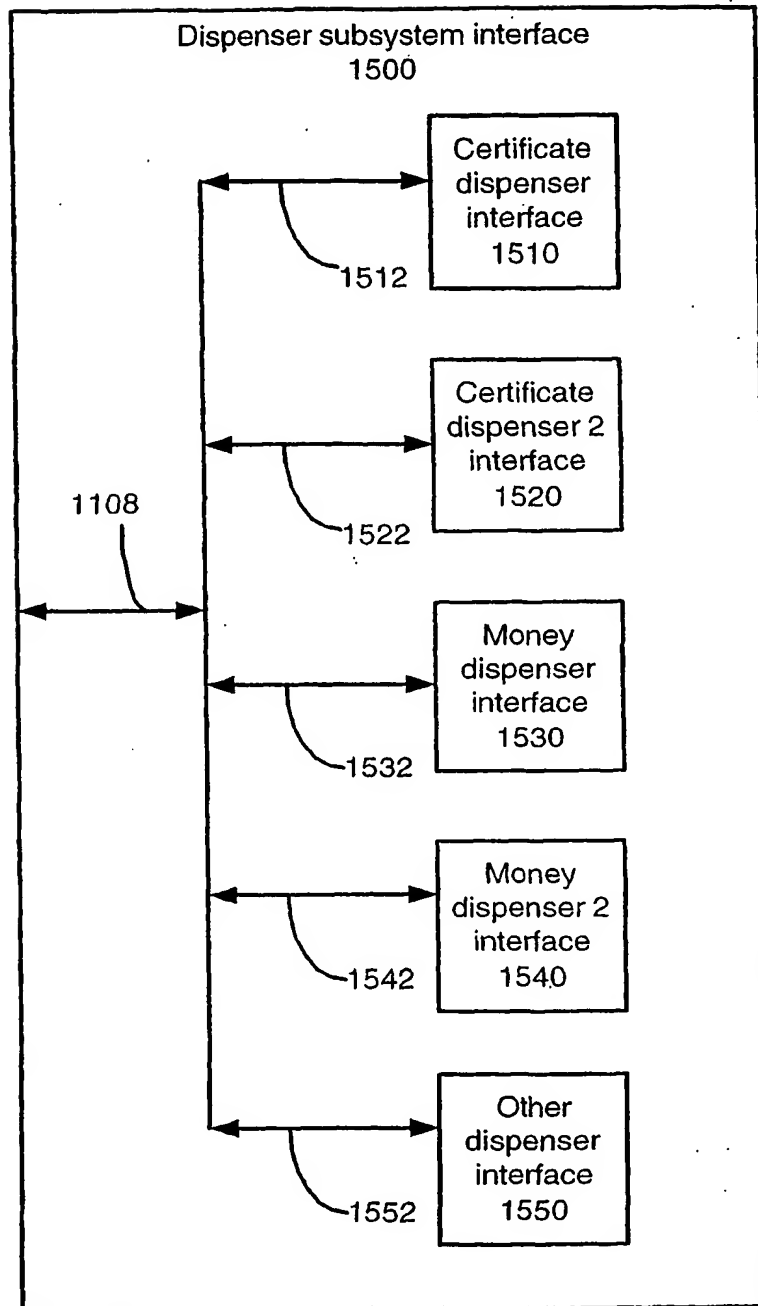 Dispenser subsystem interface
1500
Certificate
dispenser
interface
1510
1512
Certificate
dispenser 2
interface
1520
1522
1108
Money
dispenser
interface
1530
1532
Money
dispenser 2
interface
1540
1542
Other
dispenser
interface
1550
1552